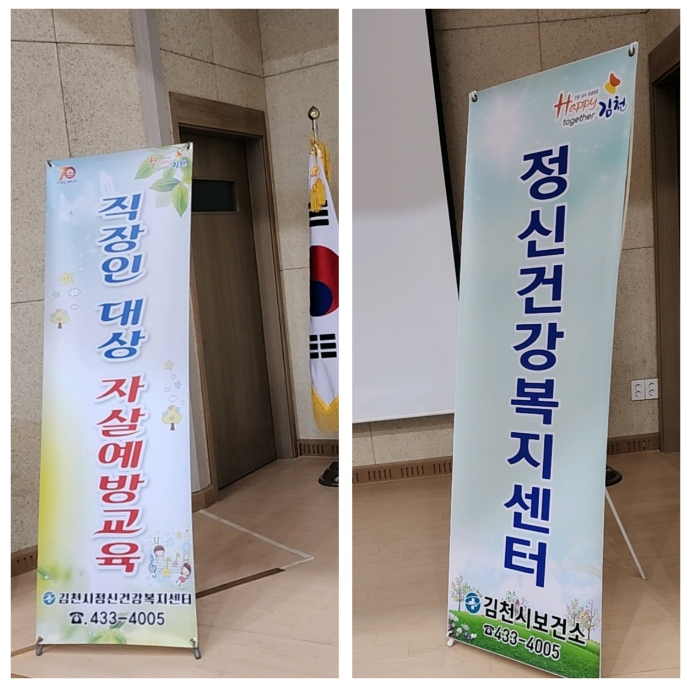 직장인 대상 자살예방교육
김천시정신건강복지센터
☎. 433-4005
Happy together 김천
정신건강복지센터
김천시보건소
☎433-4005